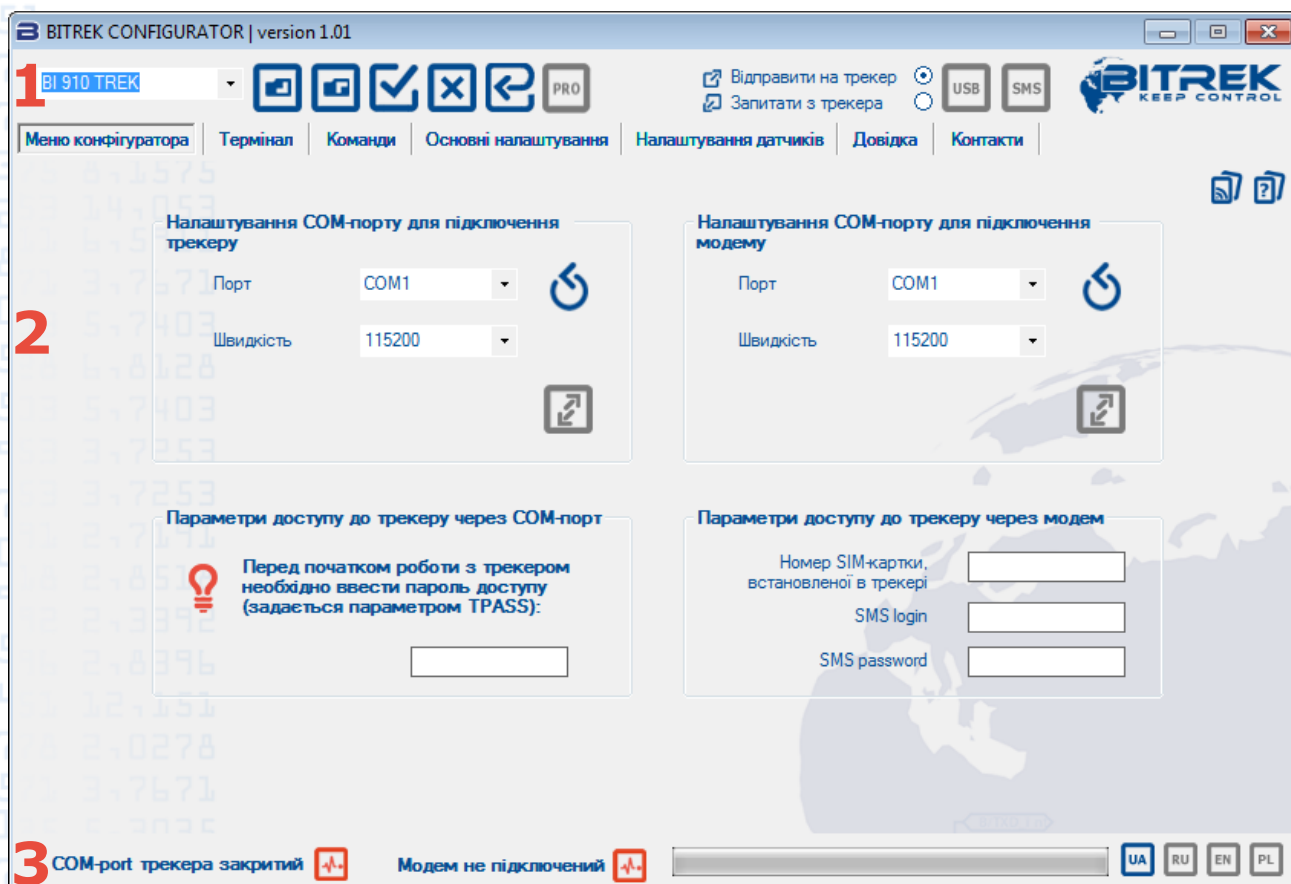 BITREK CONFIGURATOR | version 1.01
1
BI 910 TREK
PRO
Відправити на трекер
Запитати з трекера
USB
SMS
BITREK
KEEP CONTROL
Меню конфігуратора
Термінал
Команди
Основні налаштування
Налаштування датчиків
Довідка
Контакти
2
Налаштування COM-порту для підключення
трекеру
Порт
COM1
Швидкість
115200
Налаштування COM-порту для підключення
модему
Порт
COM1
Швидкість
115200
Параметри доступу до трекеру через COM-порт
Перед початком роботи з трекером
необхідно ввести пароль доступу
(задається параметром TPASS):
Параметри доступу до трекеру через модем
Номер SIM-картки,
встановленої в трекері
SMS login
SMS password
3
COM-port трекера закритий
Модем не підключений
UA
RU
EN
PL